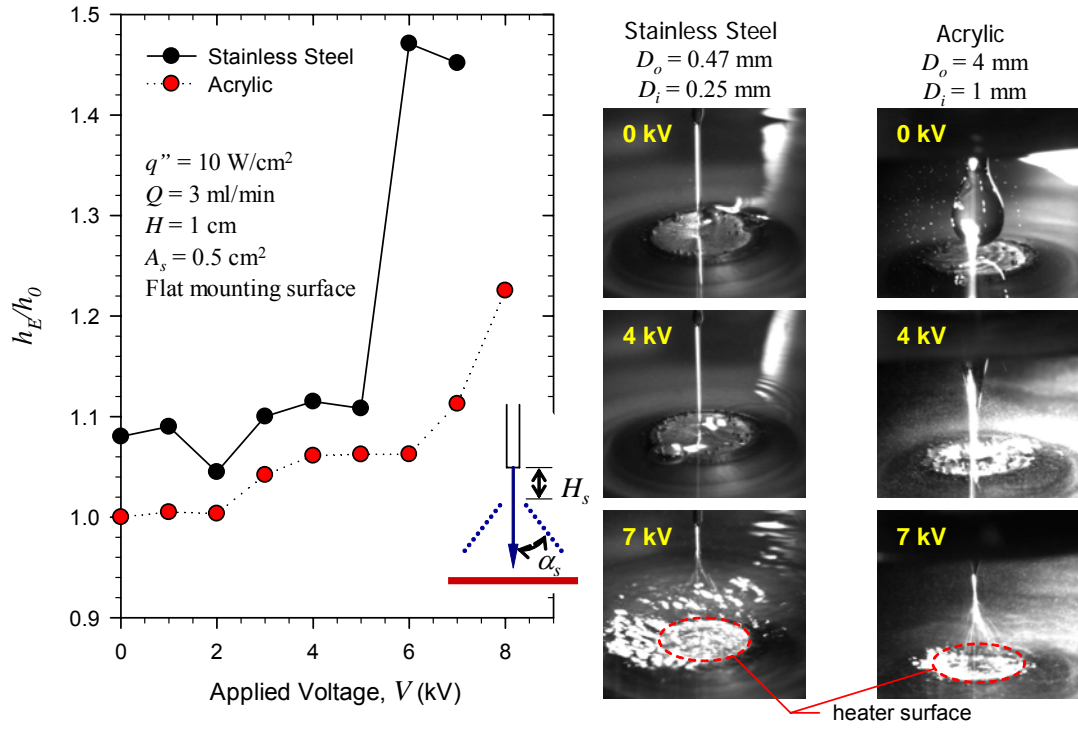 1.5
1.4
1.3
1.2
1.1
1.0
0.9
h_E/h_0
0 2 4 6 8
Applied Voltage, V (kV)
Stainless Steel
Acrylic
q” = 10 W/cm²
Q = 3 ml/min
H = 1 cm
A_s = 0.5 cm²
Flat mounting surface
H_s
α_s
Stainless Steel
D_o = 0.47 mm
D_i = 0.25 mm
0 kV
4 kV
7 kV
Acrylic
D_o = 4 mm
D_i = 1 mm
0 kV
4 kV
7 kV
heater surface